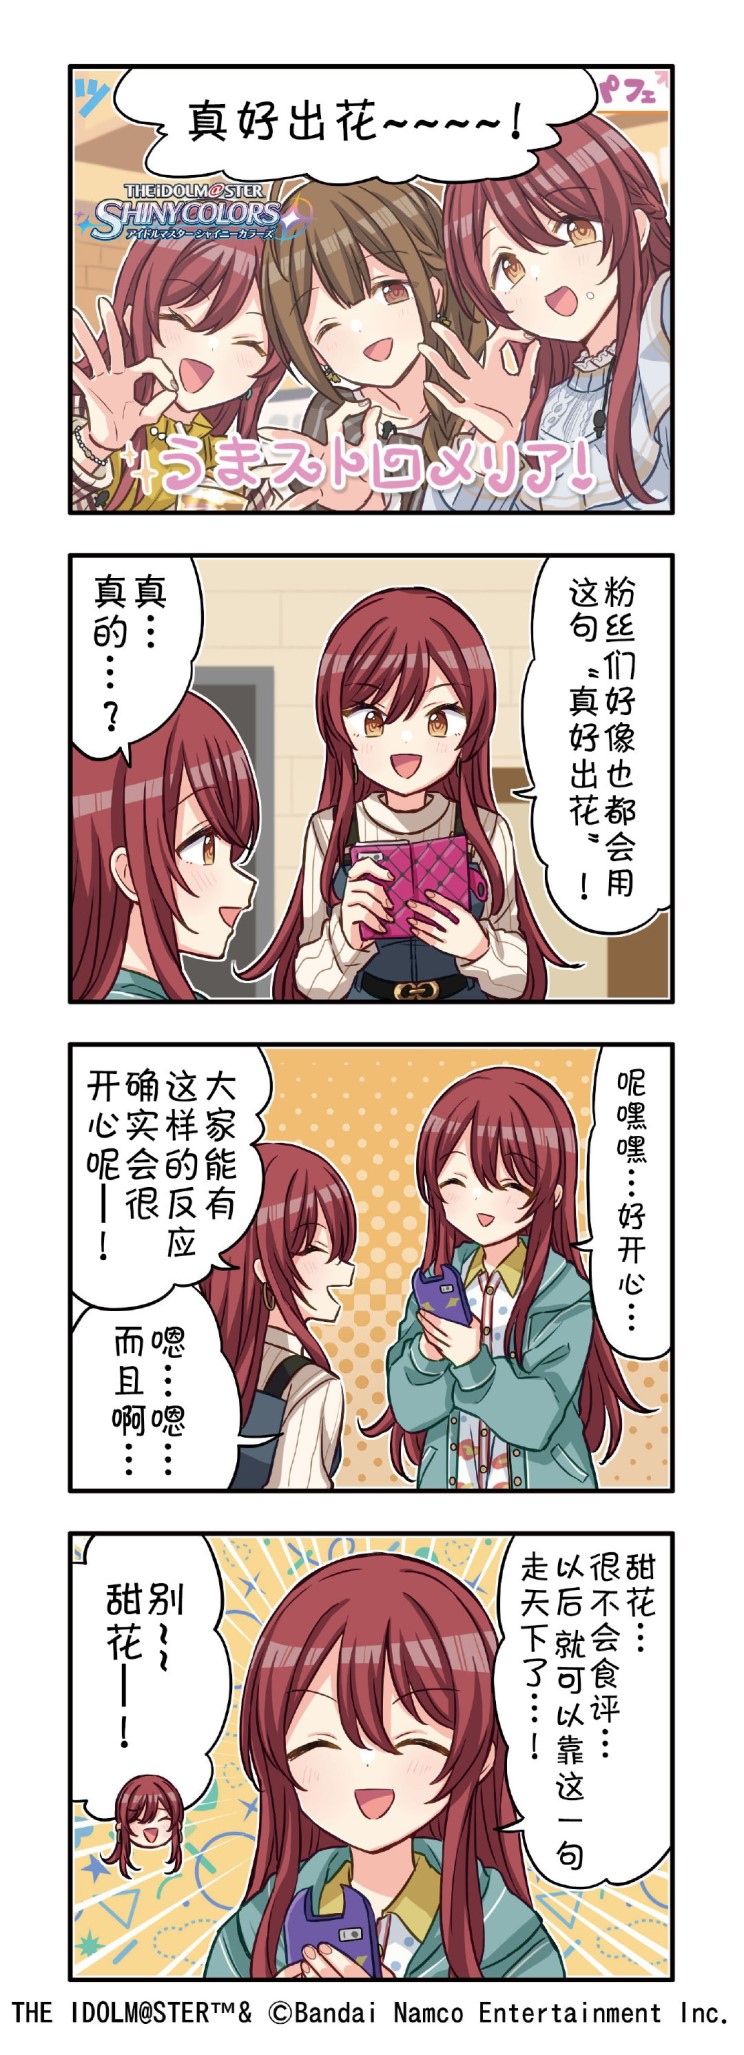 真好出花~~~~!
ツ
パフェ
THE iDOLM@STER
SHINY COLORS
アイドルマスターシャイニーカラーズ
うまストロメリア!
粉丝们好像也都会用
这句“真好出花”!
真…
真的…?
呢嘿嘿…好开心…
大家能有
这样的反应
确实会很
开心呢——!
嗯…嗯…
而且啊…
甜花…
很不会食评…
以后就可以靠这一句
走天下了…!
别~~
甜花——!
THE IDOLM@STER™& ©Bandai Namco Entertainment Inc.